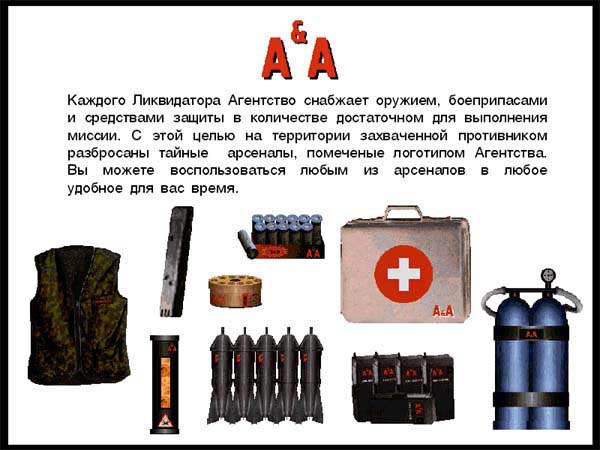 A&A
Каждого Ликвидатора Агентство снабжает оружием, боеприпасами
и средствами защиты в количестве достаточном для выполнения
миссии. С этой целью на территории захваченной противником
разбросаны тайные арсеналы, помеченые логотипом Агентства.
Вы можете воспользоваться любым из арсеналов в любое
удобное для вас время.
A&A
A&A
A&A
A&A
A&A
A&A
A&A